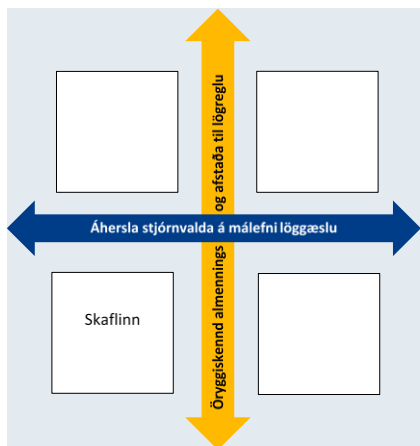 Öryggiskennd almennings og afstaða til lögreglu
Áhersla stjórnvalda á málefni löggæslu
Skaflinn